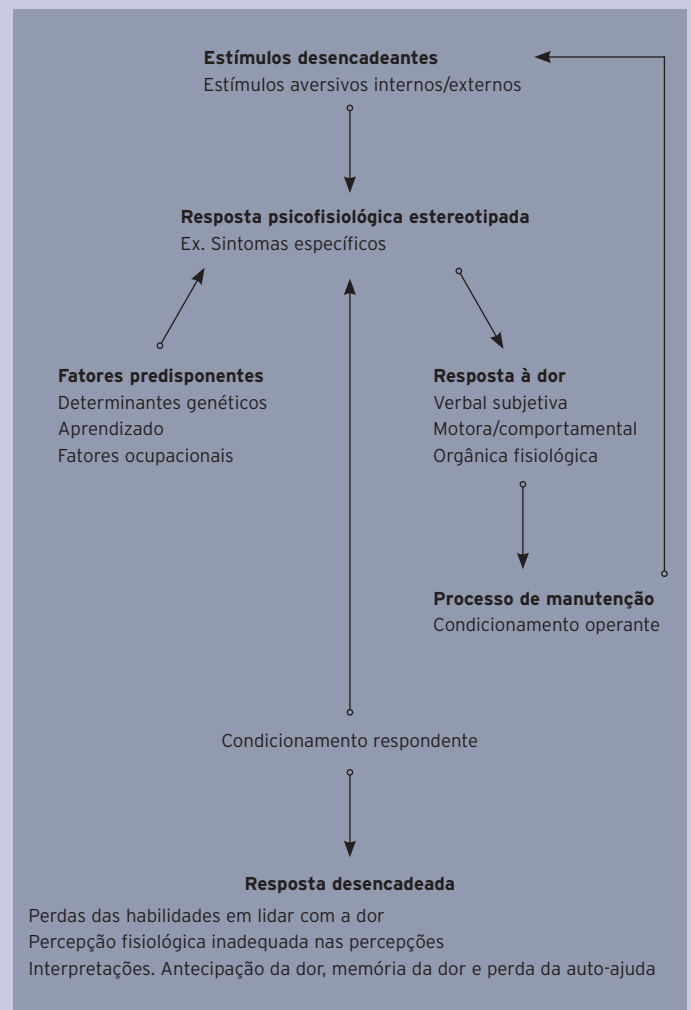 Estímulos desencadeantes
Estímulos aversivos internos/externos
Resposta psicofisiológica estereotipada
Ex. Sintomas específicos
Fatores predisponentes
Determinantes genéticos
Aprendizado
Fatores ocupacionais
Resposta à dor
Verbal subjetiva
Motora/comportamental
Orgânica fisiológica
Processo de manutenção
Condicionamento operante
Condicionamento respondente
Resposta desencadeada
Perdas das habilidades em lidar com a dor
Percepção fisiológica inadequada nas percepções
Interpretações. Antecipação da dor, memória da dor e perda da auto-ajuda